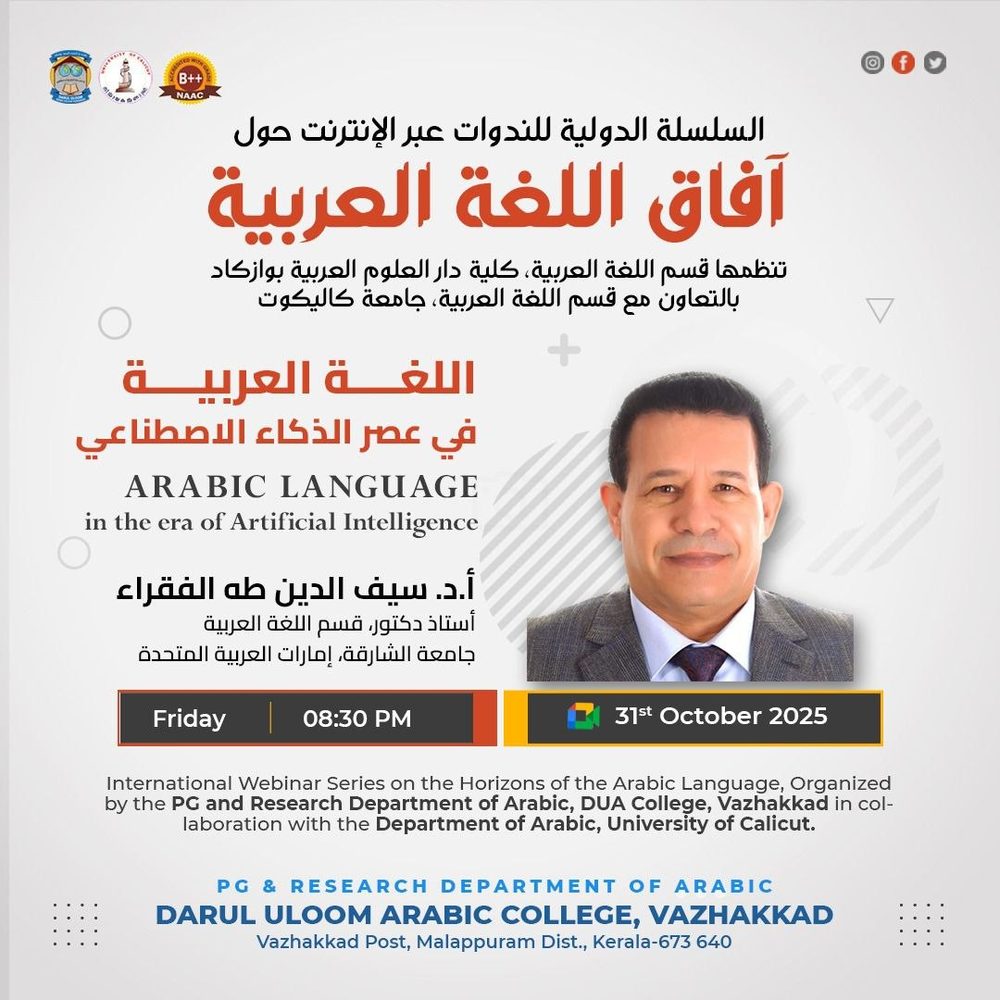 B++
NAAC
السلسلة الدولية للندوات عبر الإنترنت حول
آفاق اللغة العربية
تنظمها قسم اللغة العربية، كلية دار العلوم العربية بوازكاد
بالتعاون مع قسم اللغة العربية، جامعة كاليكوت
اللغـــة العربيـــة
في عصر الذكاء الاصطناعي
ARABIC LANGUAGE
in the era of Artificial Intelligence
أ.د. سيف الدين طه الفقراء
أستاذ دكتور، قسم اللغة العربية
جامعة الشارقة، إمارات العربية المتحدة
Friday 08:30 PM
31st October 2025
International Webinar Series on the Horizons of the Arabic Language, Organized
by the PG and Research Department of Arabic, DUA College, Vazhakkad in col-
laboration with the Department of Arabic, University of Calicut.
PG & RESEARCH DEPARTMENT OF ARABIC
DARUL ULOOM ARABIC COLLEGE, VAZHAKKAD
Vazhakkad Post, Malappuram Dist., Kerala-673 640